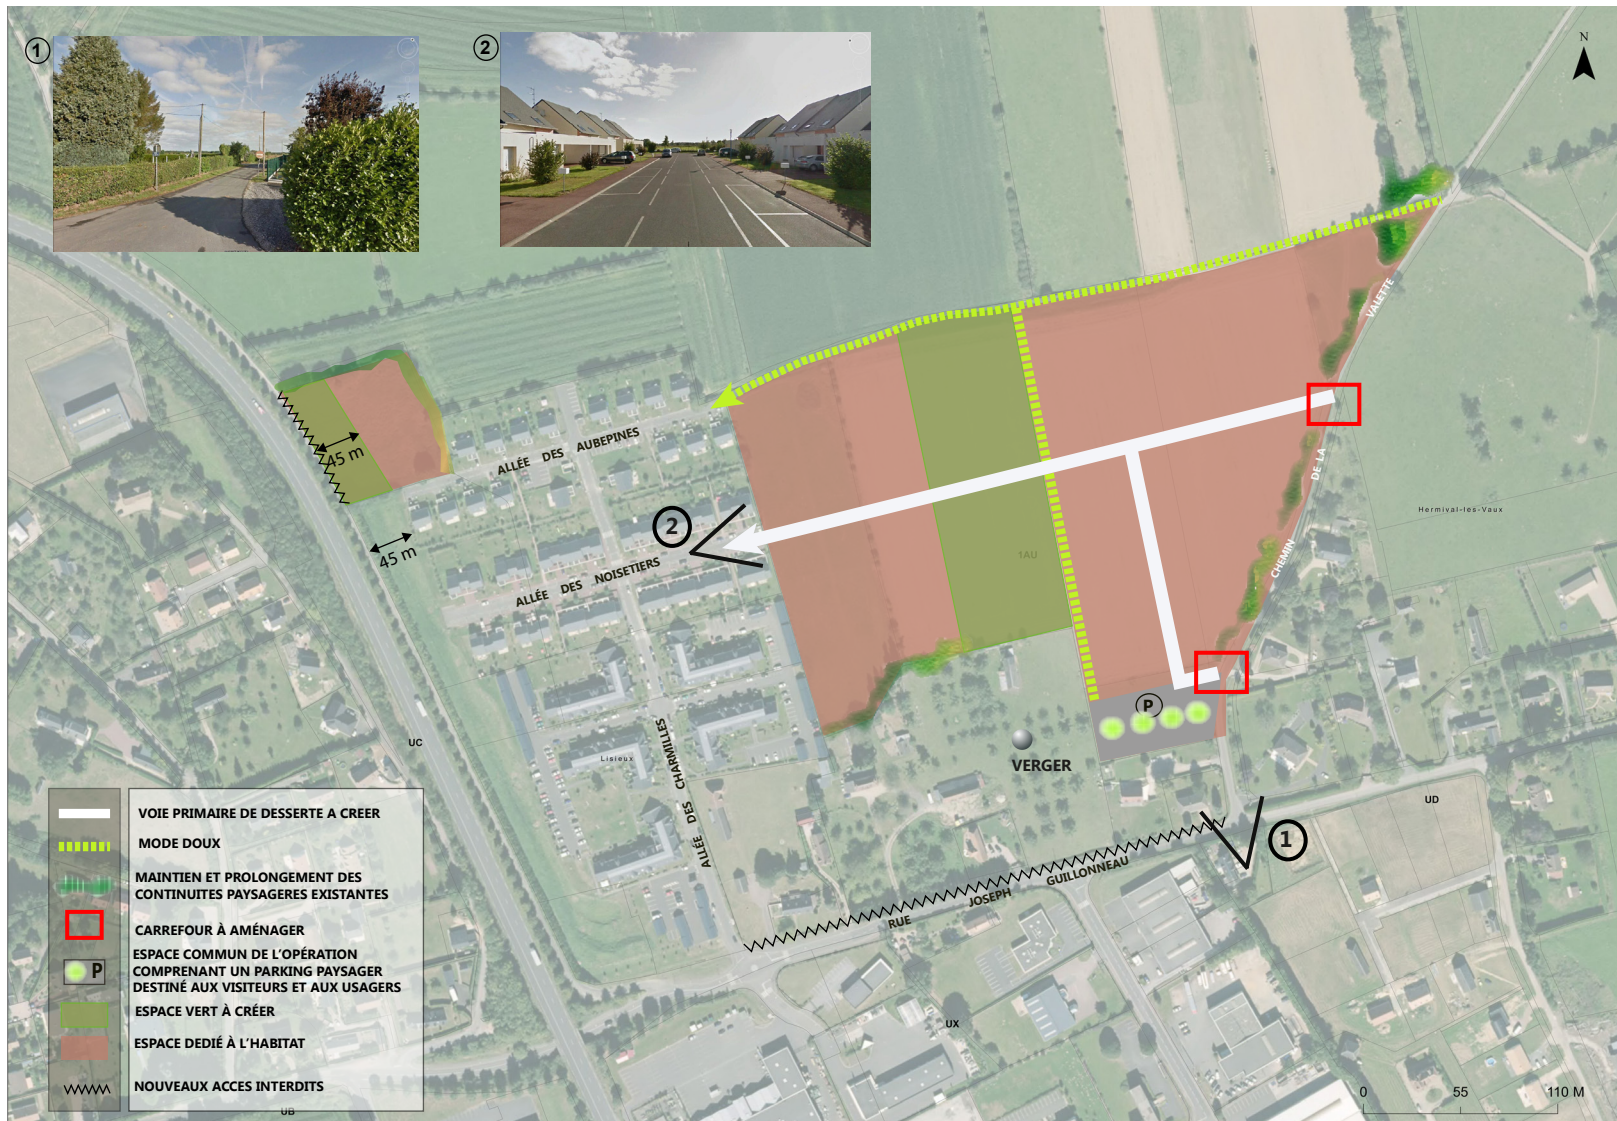 1
2
N
VALETTE
DE LA
CHEMIN
Hermival-les-Vaux
45 m
45 m
ALLÉE DES AUBEPINES
2
ALLÉE DES NOISETIERS
1AU
P
VERGER
UC
Lisieux
ALLÉE DES CHARMILLES
UD
1
RUE JOSEPH GUILLONNEAU
UX
VOIE PRIMAIRE DE DESSERTE A CREER
MODE DOUX
MAINTIEN ET PROLONGEMENT DES
CONTINUITES PAYSAGERES EXISTANTES
CARREFOUR À AMÉNAGER
P
ESPACE COMMUN DE L'OPÉRATION
COMPRENANT UN PARKING PAYSAGER
DESTINÉ AUX VISITEURS ET AUX USAGERS
ESPACE VERT À CRÉER
ESPACE DEDIÉ À L'HABITAT
NOUVEAUX ACCES INTERDITS
UB
0 55 110 M